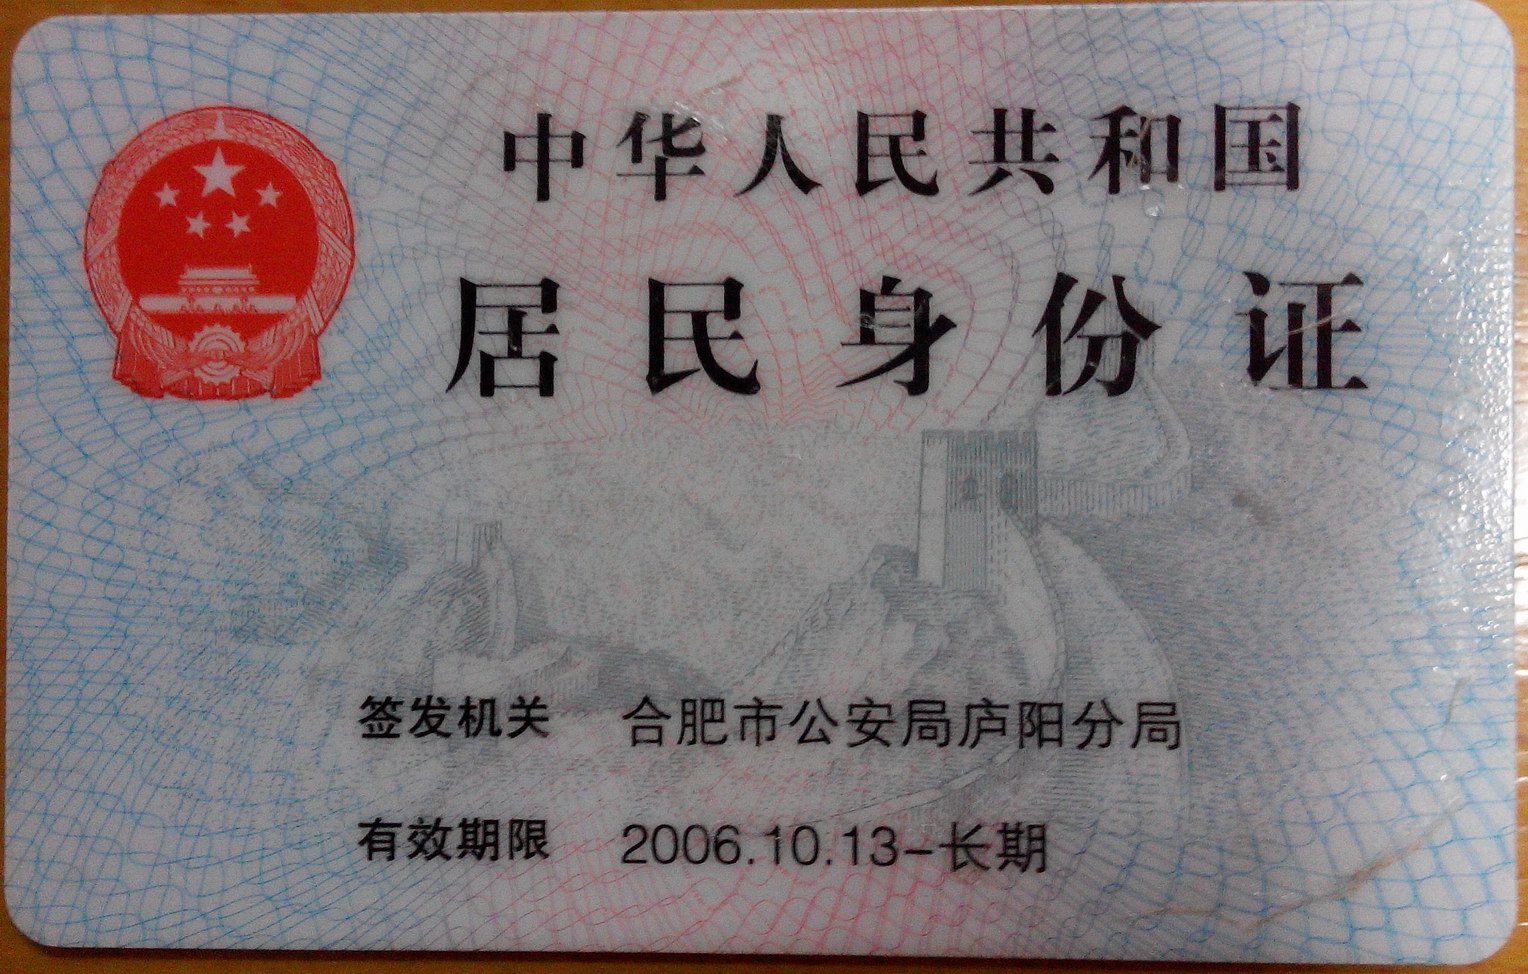 中华人民共和国
居民身份证
签发机关 合肥市公安局庐阳分局
有效期限 2006.10.13-长期